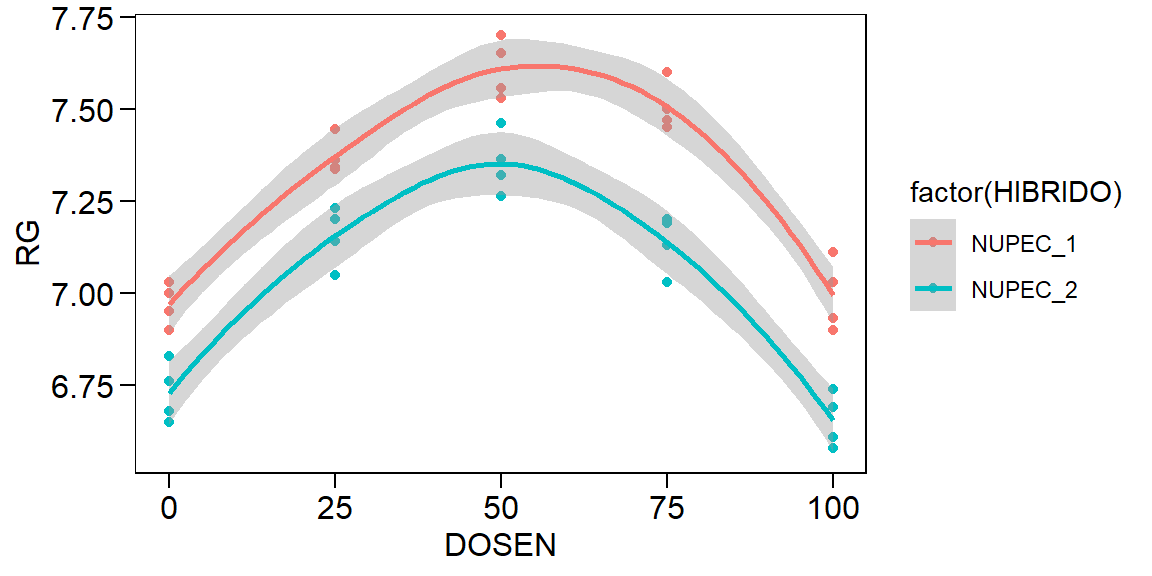 7.75
7.50
7.25
7.00
6.75
RG
0 25 50 75 100
DOSEN
factor(HIBRIDO)
NUPEC_1
NUPEC_2